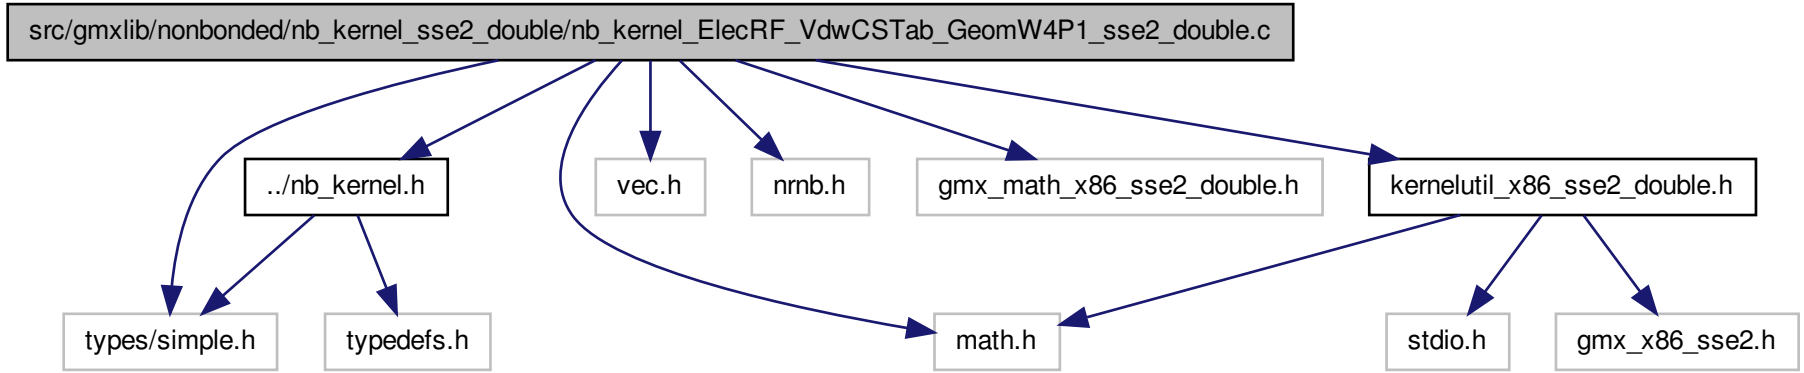 src/gmxlib/nonbonded/nb_kernel_sse2_double/nb_kernel_ElecRF_VdwCSTab_GeomW4P1_sse2_double.c
../nb_kernel.h
vec.h
nrnb.h
gmx_math_x86_sse2_double.h
kernelutil_x86_sse2_double.h
types/simple.h
typedefs.h
math.h
stdio.h
gmx_x86_sse2.h